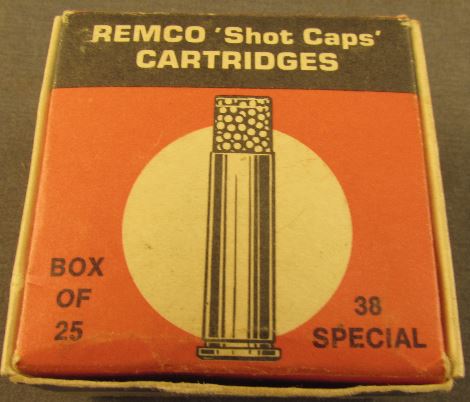 REMCO 'Shot Caps'
CARTRIDGES
BOX
OF
25
38
SPECIAL